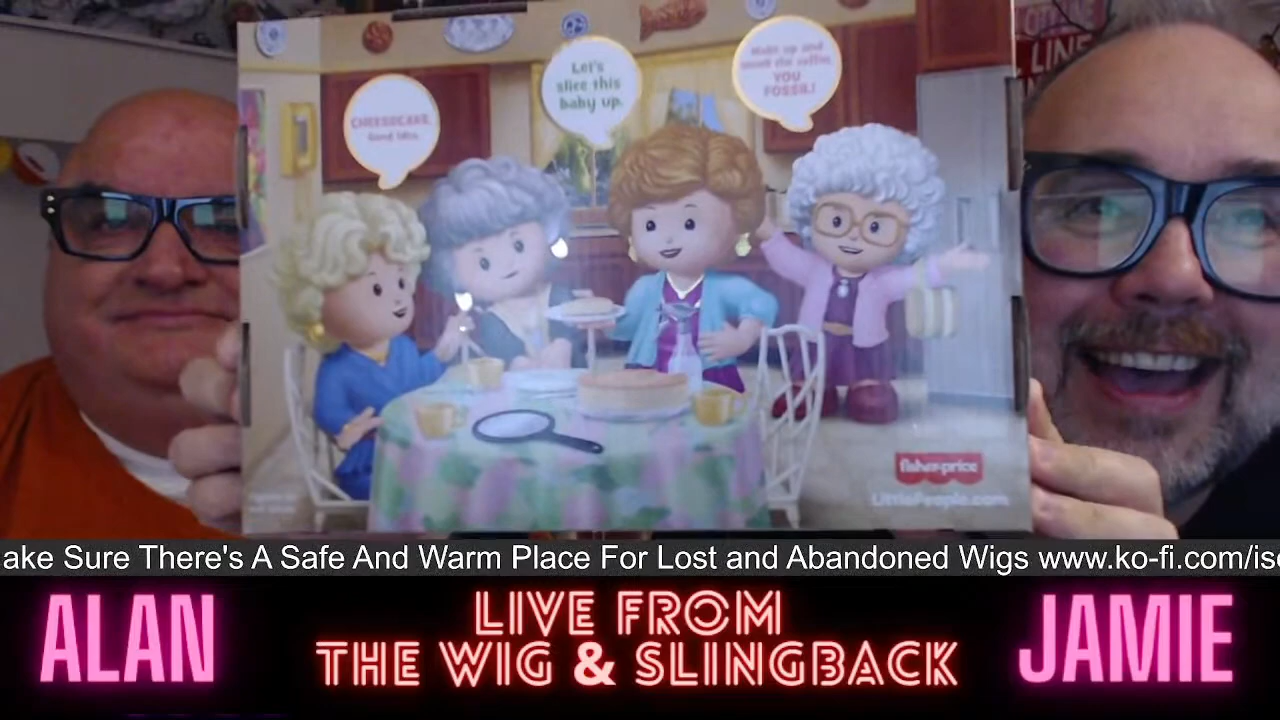 CHEESECAKE.
Good idea.
Let's
slice this
baby up.
Wake up and
smell the coffee,
YOU
FOSSIL!
LINE
fisher-price
LittlePeople.com
ake Sure There's A Safe And Warm Place For Lost and Abandoned Wigs www.ko-fi.com/is
ALAN
LIVE FROM
THE WIG & SLINGBACK
JAMIE